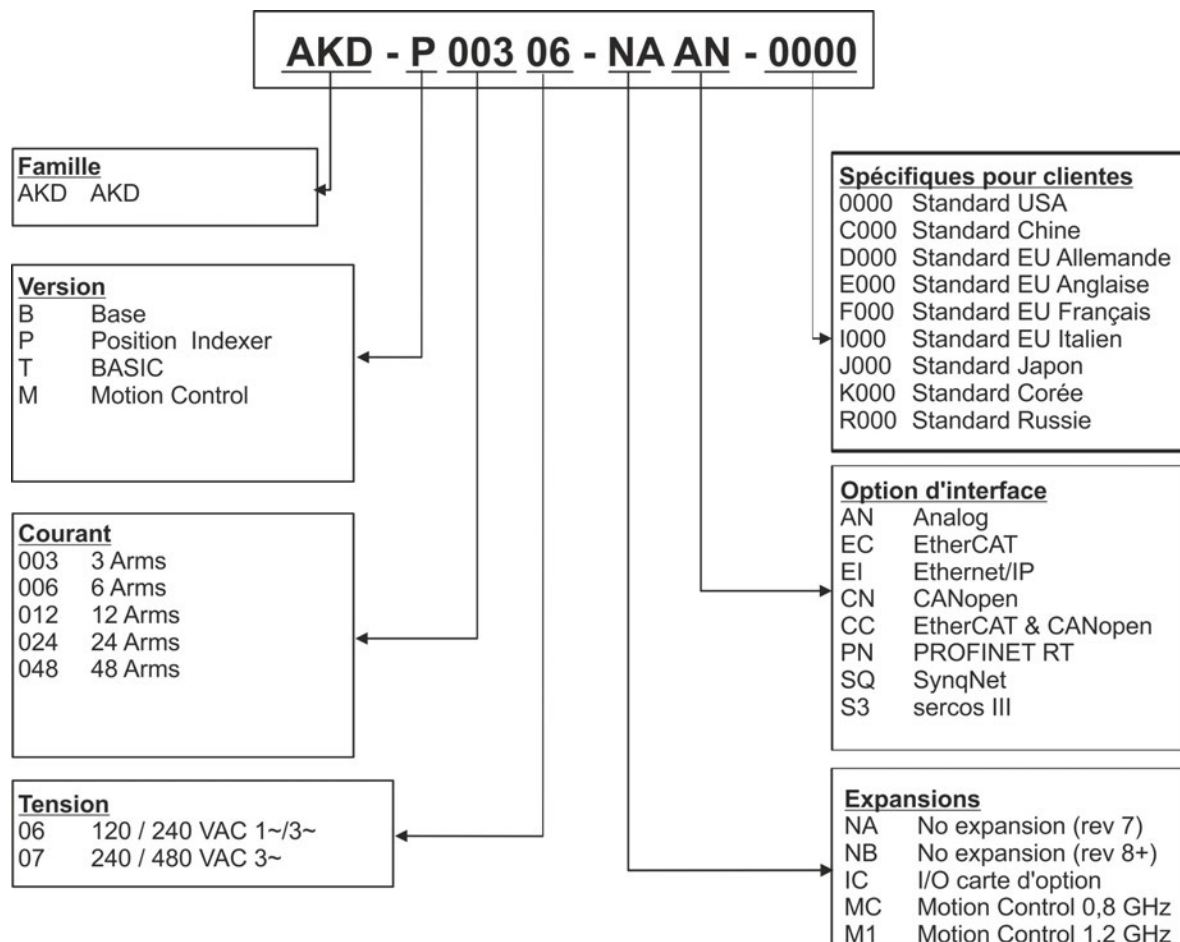 AKD - P 003 06 - NA AN - 0000
Famille
AKD AKD
Version
B Base
P Position Indexer
T BASIC
M Motion Control
Courant
003 3 Arms
006 6 Arms
012 12 Arms
024 24 Arms
048 48 Arms
Tension
06 120 / 240 VAC 1~/3~
07 240 / 480 VAC 3~
Spécifiques pour clientes
0000 Standard USA
C000 Standard Chine
D000 Standard EU Allemande
E000 Standard EU Anglaise
F000 Standard EU Français
I000 Standard EU Italien
J000 Standard Japon
K000 Standard Corée
R000 Standard Russie
Option d'interface
AN Analog
EC EtherCAT
EI Ethernet/IP
CN CANopen
CC EtherCAT & CANopen
PN PROFINET RT
SQ SynqNet
S3 sercos III
Expansions
NA No expansion (rev 7)
NB No expansion (rev 8+)
IC I/O carte d'option
MC Motion Control 0,8 GHz
M1 Motion Control 1,2 GHz